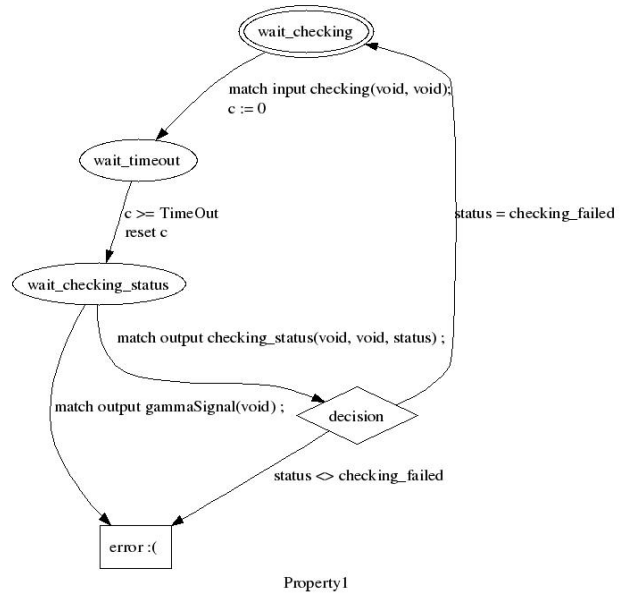 wait_checking
match input checking(void, void);
c := 0
wait_timeout
c >= TimeOut
reset c
status = checking_failed
wait_checking_status
match output checking_status(void, void, status) ;
match output gammaSignal(void) ;
decision
status <> checking_failed
error :(
Property1